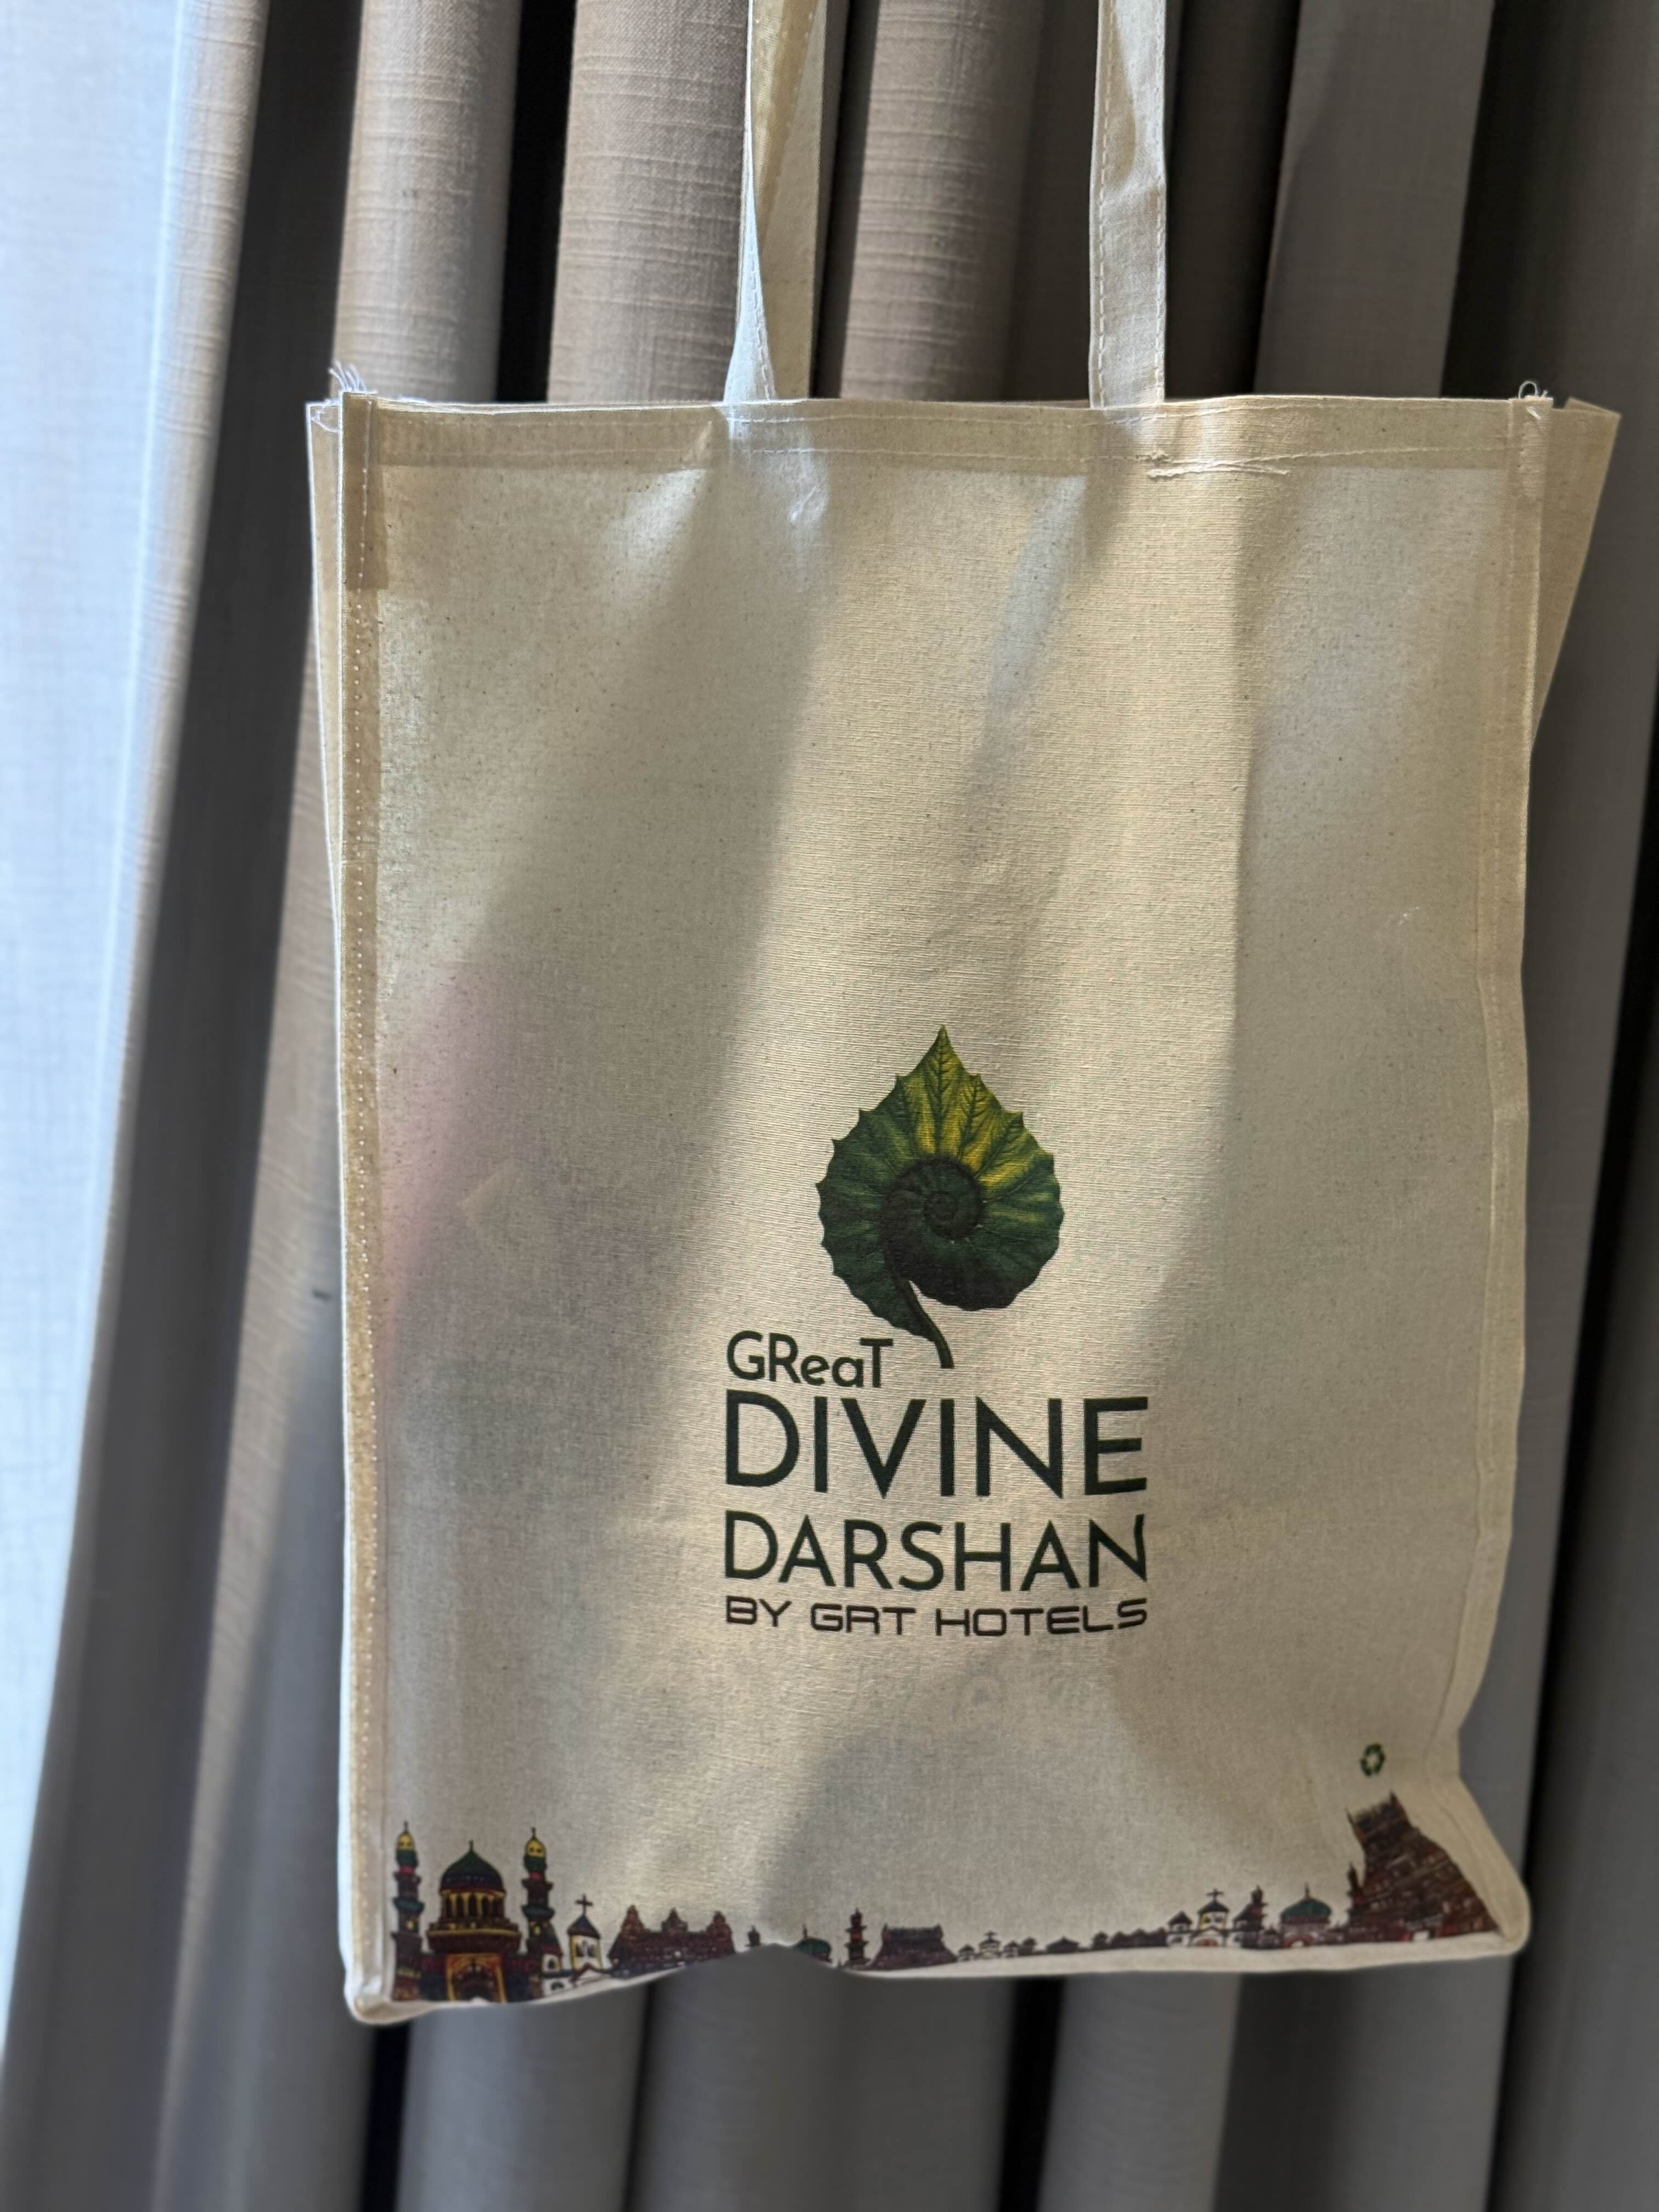 GReaT
DIVINE
DARSHAN
BY GRT HOTELS